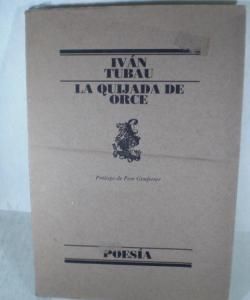 IVÁN
TUBAU
LA QUIJADA DE
ORCE
Prólogo de Pere Gimferrer
POESÍA